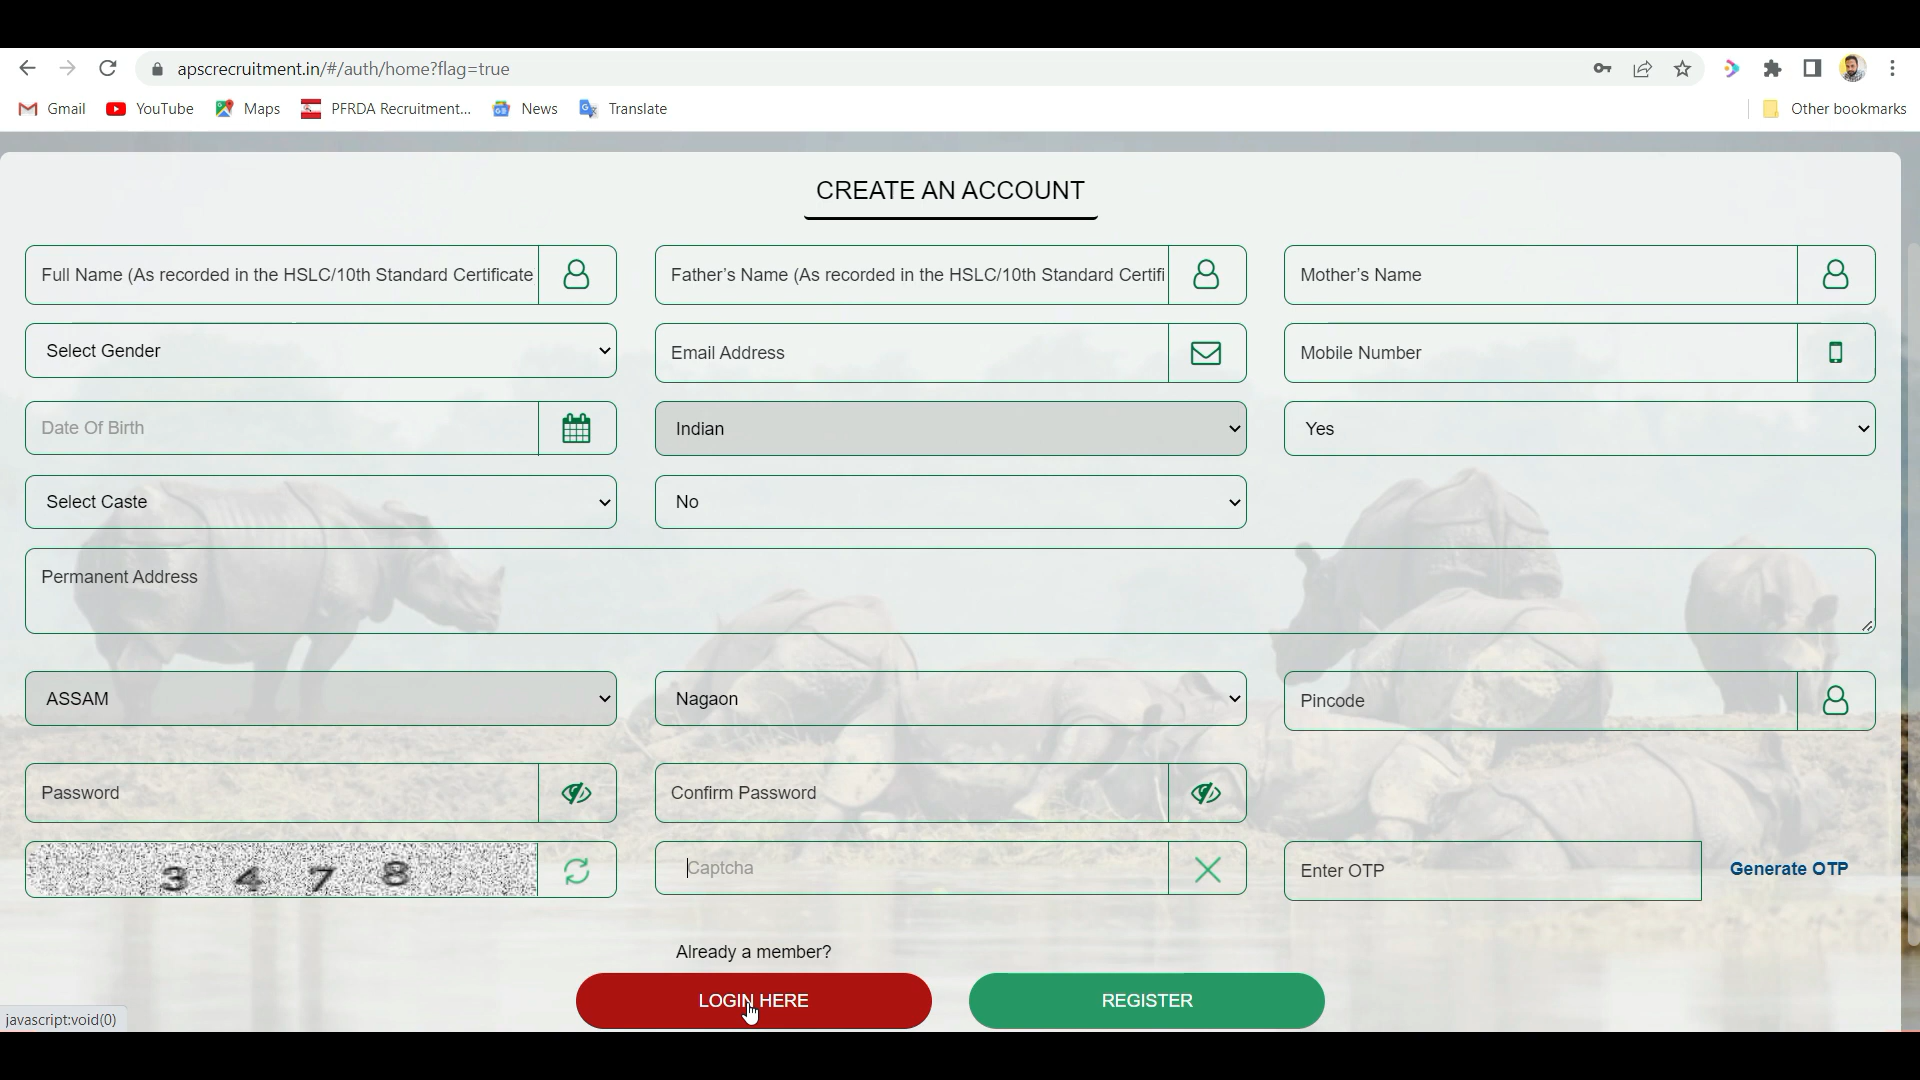 apscrecruitment.in/#/auth/home?flag=true
Gmail
YouTube
Maps
PFRDA Recruitment...
News
Translate
Other bookmarks
CREATE AN ACCOUNT
Full Name (As recorded in the HSLC/10th Standard Certificate
Father's Name (As recorded in the HSLC/10th Standard Certifi
Mother's Name
Select Gender
Email Address
Mobile Number
Date Of Birth
Indian
Yes
Select Caste
No
Permanent Address
ASSAM
Nagaon
Pincode
Password
Confirm Password
3 4 7 8
Captcha
Enter OTP
Generate OTP
Already a member?
LOGIN HERE
REGISTER
javascript:void(0)